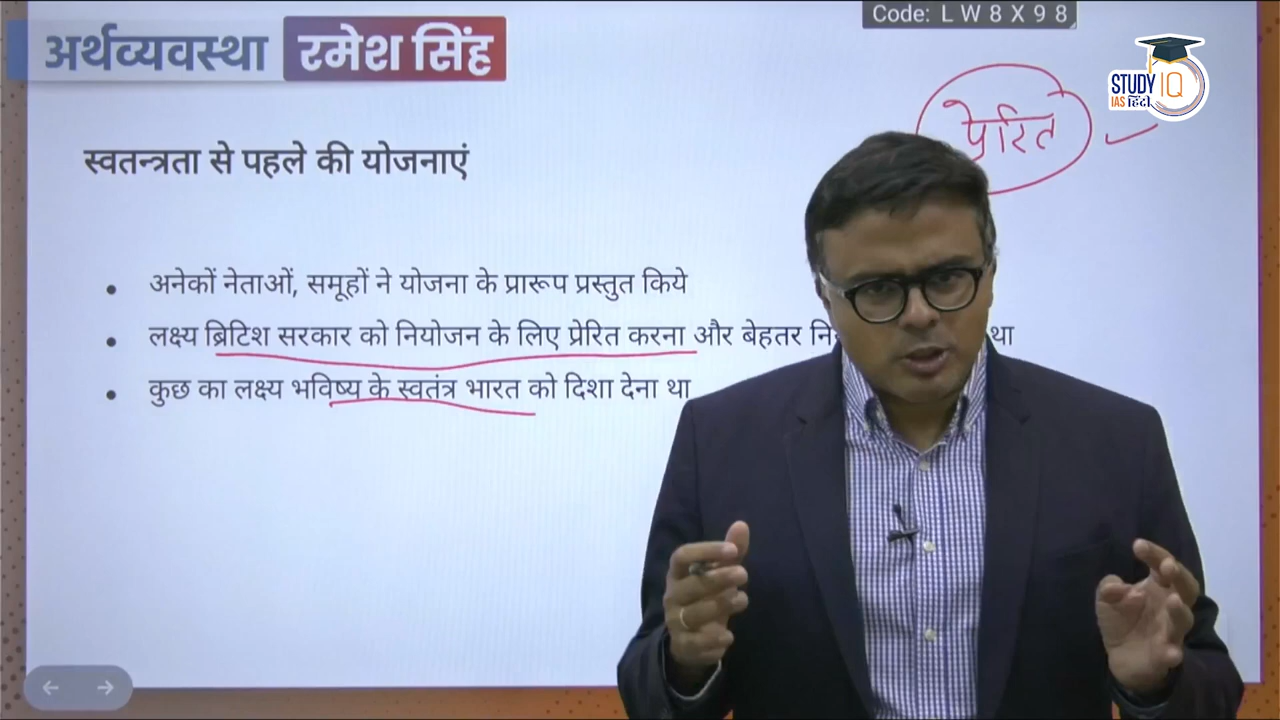 Code: L W 8 X 9 8
अर्थव्यवस्था रमेश सिंह
STUDY IQ
IAS हिंदी
प्रेरित
स्वतन्त्रता से पहले की योजनाएं
• अनेकों नेताओं, समूहों ने योजना के प्रारूप प्रस्तुत किये
• लक्ष्य ब्रिटिश सरकार को नियोजन के लिए प्रेरित करना और बेहतर था
• कुछ का लक्ष्य भविष्य के स्वतंत्र भारत को दिशा देना था